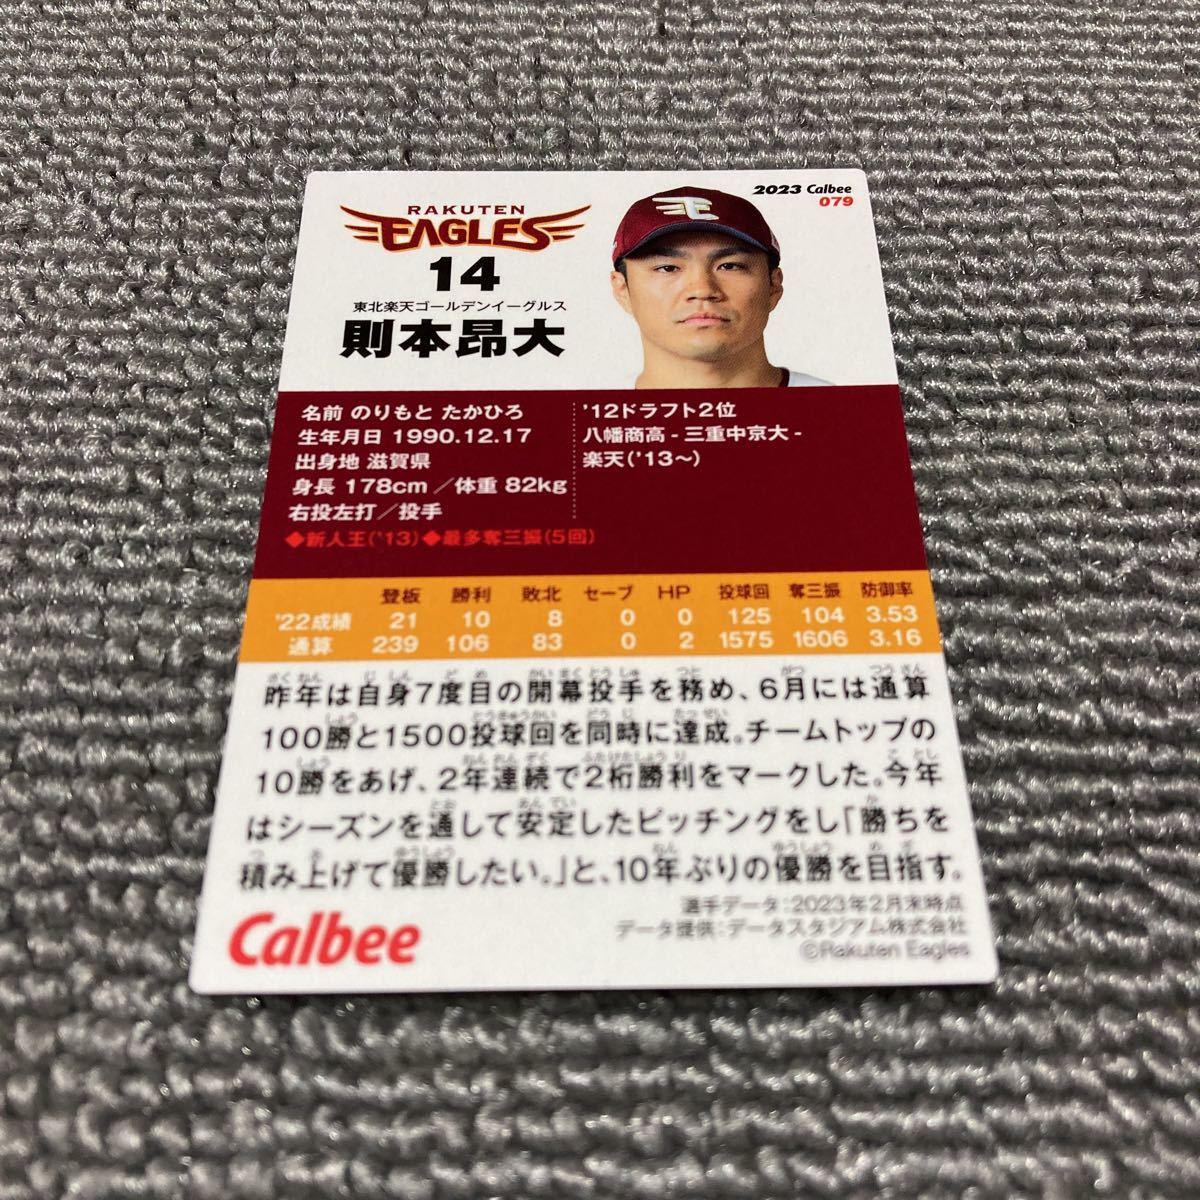 2023 Calbee
079
RAKUTEN
EAGLES
14
東北楽天ゴールデンイーグルス
則本昂大
名前 のりもと たかひろ
生年月日 1990.12.17
出身地 滋賀県
身長 178cm／体重 82kg
右投左打／投手
◆新人王('13)◆最多奪三振(5回)
'12ドラフト2位
八幡商高 - 三重中京大 -
楽天('13〜)
登板 勝利 敗北 セーブ HP 投球回 奪三振 防御率
'22成績 21 10 8 0 0 125 104 3.53
通算 239 106 83 0 2 1575 1606 3.16
昨年は自身7度目の開幕投手を務め、6月には通算
100勝と1500投球回を同時に達成。チームトップの
10勝をあげ、2年連続で2桁勝利をマークした。今年
はシーズンを通して安定したピッチングをし「勝ちを
積み上げて優勝したい。」と、10年ぶりの優勝を目指す。
選手データ：2023年2月末時点
データ提供：データスタジアム株式会社
©Rakuten Eagles
Calbee